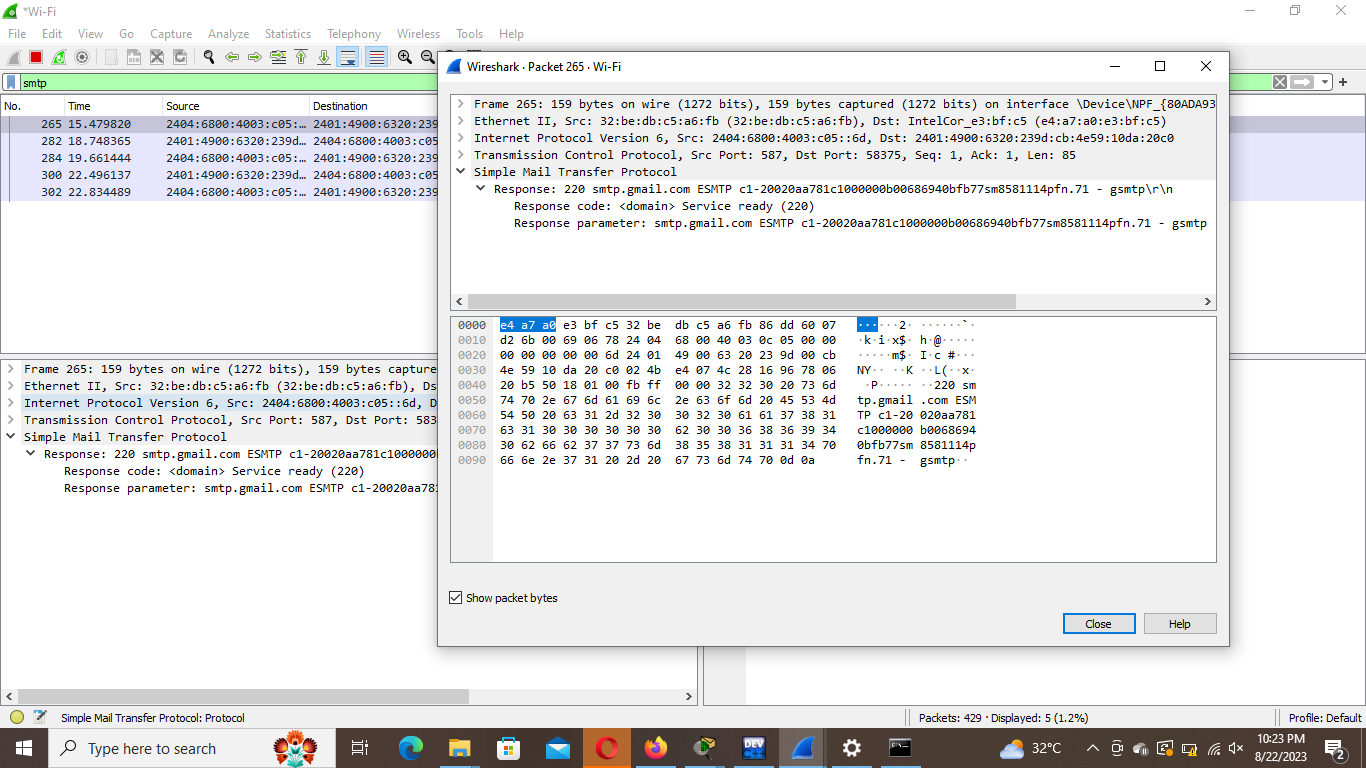 *Wi-Fi
File Edit View Go Capture Analyze Statistics Telephony Wireless Tools Help
smtp
No. Time Source Destination
265 15.479820 2404:6800:4003:c05:… 2401:4900:6320:239d…
282 18.748365 2401:4900:6320:239d… 2404:6800:4003:c05
284 19.661444 2404:6800:4003:c05:… 2401:4900:6320:239
300 22.496137 2401:4900:6320:239d… 2404:6800:4003:c05
302 22.834489 2404:6800:4003:c05:… 2401:4900:6320:239
Frame 265: 159 bytes on wire (1272 bits), 159 bytes capture
Ethernet II, Src: 32:be:db:c5:a6:fb (32:be:db:c5:a6:fb), Ds
Internet Protocol Version 6, Src: 2404:6800:4003:c05::6d, D
Transmission Control Protocol, Src Port: 587, Dst Port: 583
Simple Mail Transfer Protocol
Response: 220 smtp.gmail.com ESMTP c1-20020aa781c1000000b
Response code: <domain> Service ready (220)
Response parameter: smtp.gmail.com ESMTP c1-20020aa781
Wireshark · Packet 265 · Wi-Fi
Frame 265: 159 bytes on wire (1272 bits), 159 bytes captured (1272 bits) on interface \Device\NPF_{80ADA93
Ethernet II, Src: 32:be:db:c5:a6:fb (32:be:db:c5:a6:fb), Dst: IntelCor_e3:bf:c5 (e4:a7:a0:e3:bf:c5)
Internet Protocol Version 6, Src: 2404:6800:4003:c05::6d, Dst: 2401:4900:6320:239d:cb:4e59:10da:20c0
Transmission Control Protocol, Src Port: 587, Dst Port: 58375, Seq: 1, Ack: 1, Len: 85
Simple Mail Transfer Protocol
Response: 220 smtp.gmail.com ESMTP c1-20020aa781c1000000b00686940bfb77sm8581114pfn.71 - gsmtp\r\n
Response code: <domain> Service ready (220)
Response parameter: smtp.gmail.com ESMTP c1-20020aa781c1000000b00686940bfb77sm8581114pfn.71 - gsmtp
0000 e4 a7 a0 e3 bf c5 32 be db c5 a6 fb 86 dd 60 07 ······2· ······`·
0010 d2 6b 00 69 06 78 24 04 68 00 40 03 0c 05 00 00 ·k·i·x$· h·@·····
0020 00 00 00 00 00 6d 24 01 49 00 63 20 23 9d 00 cb ·····m$· I·c #···
0030 4e 59 10 da 20 c0 02 4b e4 07 4c 28 16 96 78 06 NY·· ··K ··L(··x·
0040 20 b5 50 18 01 00 fb ff 00 00 32 32 30 20 73 6d  ·P····· ··220 sm
0050 74 70 2e 67 6d 61 69 6c 2e 63 6f 6d 20 45 53 4d tp.gmail .com ESM
0060 54 50 20 63 31 2d 32 30 30 32 30 61 61 37 38 31 TP c1-20 020aa781
0070 63 31 30 30 30 30 30 30 62 30 30 36 38 36 39 34 c1000000 b0068694
0080 30 62 66 62 37 37 73 6d 38 35 38 31 31 31 34 70 0bfb77sm 8581114p
0090 66 6e 2e 37 31 20 2d 20 67 73 6d 74 70 0d 0a fn.71 - gsmtp··
Show packet bytes
Close Help
Simple Mail Transfer Protocol: Protocol Packets: 429 · Displayed: 5 (1.2%) Profile: Default
Type here to search DEV 32°C 10:23 PM
8/22/2023 2